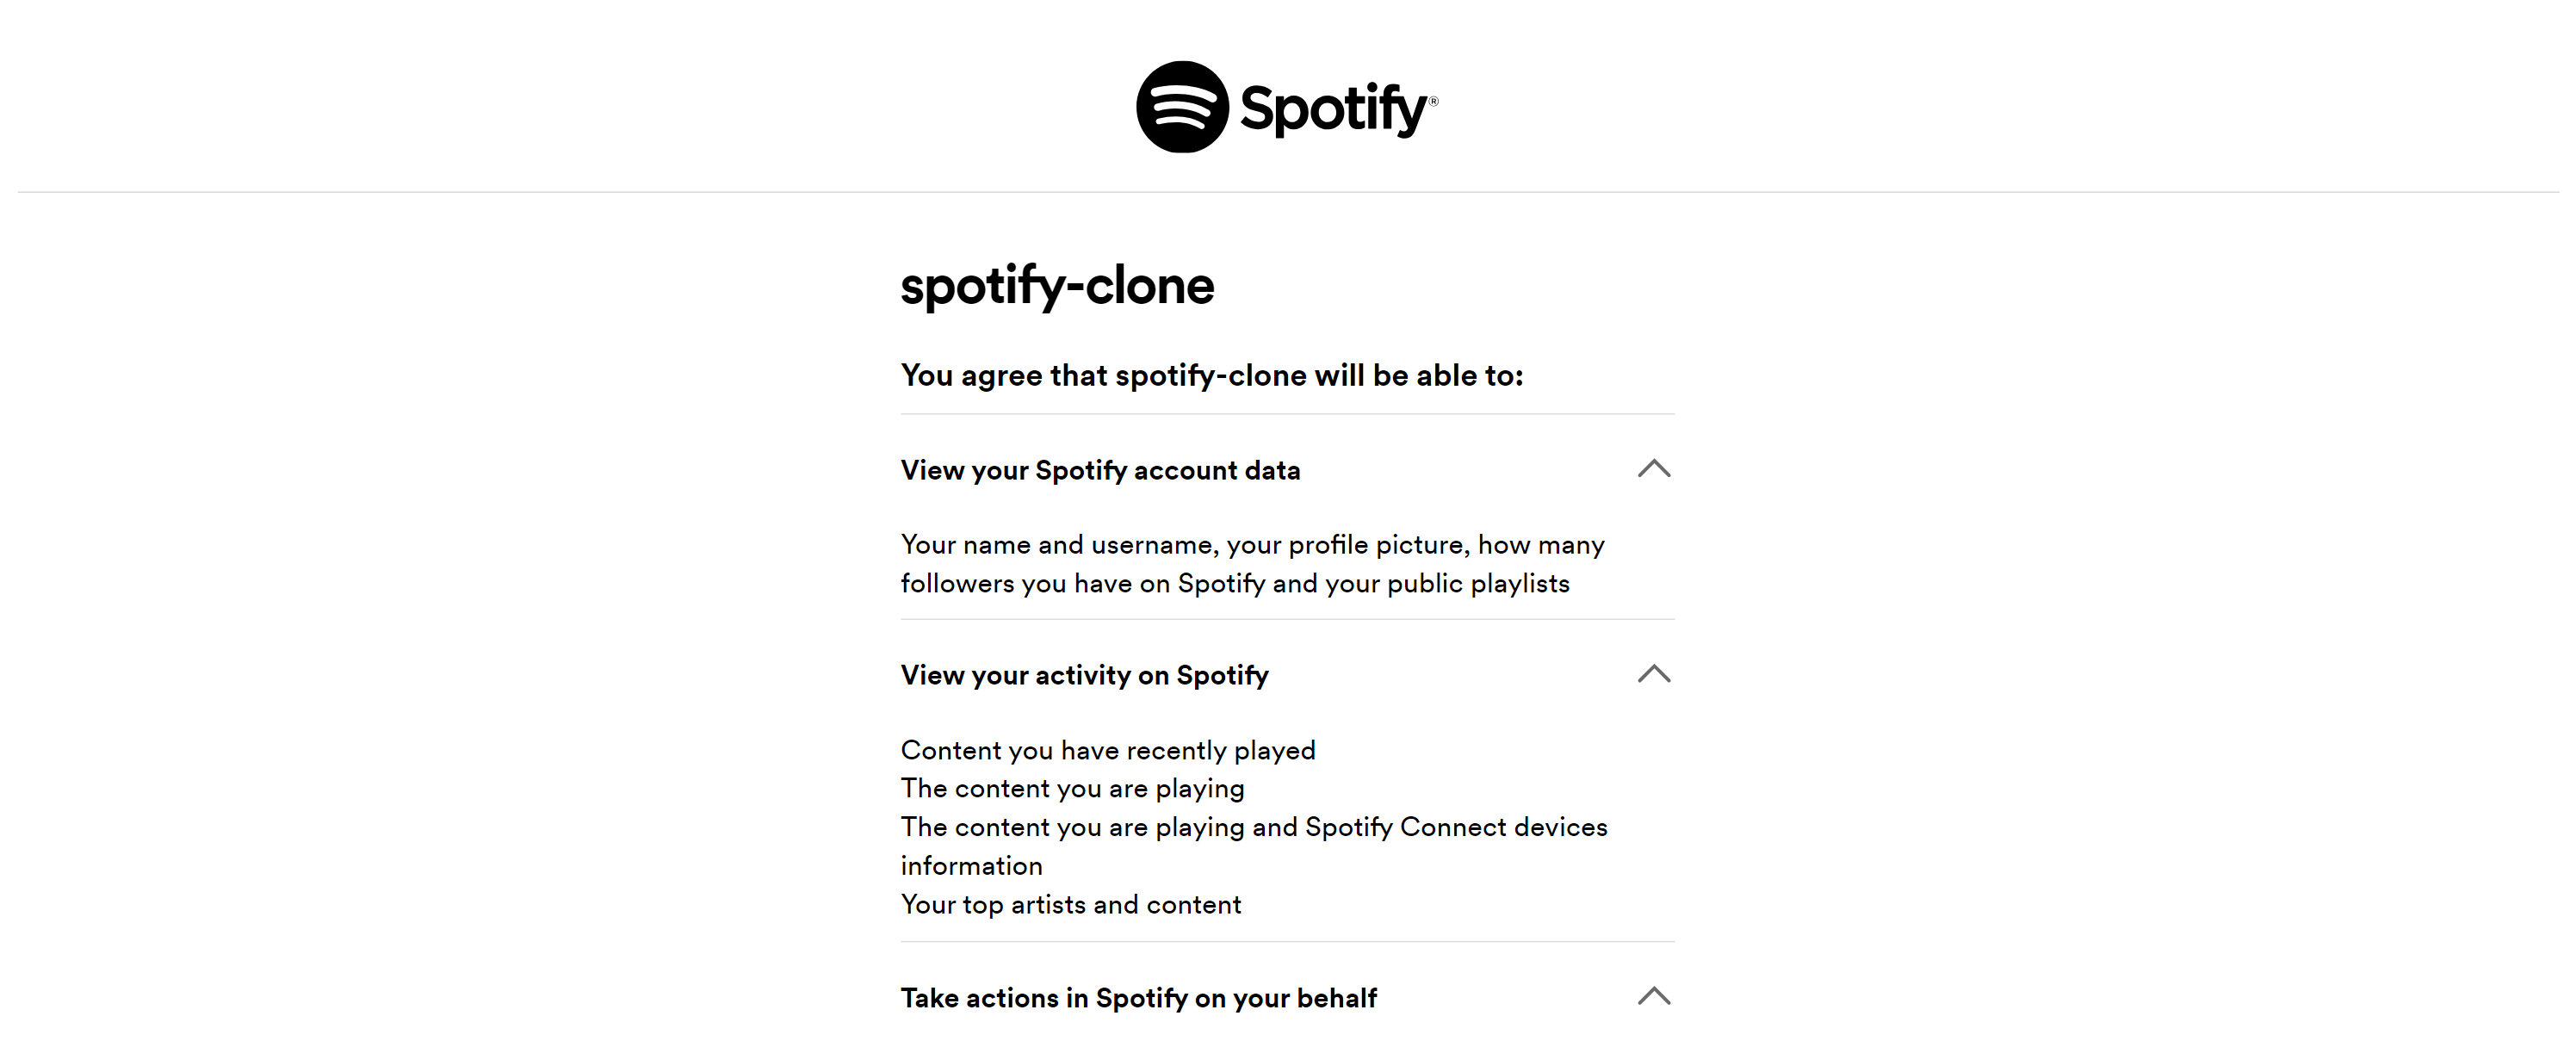 Spotify®
spotify-clone
You agree that spotify-clone will be able to:
View your Spotify account data
Your name and username, your profile picture, how many
followers you have on Spotify and your public playlists
View your activity on Spotify
Content you have recently played
The content you are playing
The content you are playing and Spotify Connect devices
information
Your top artists and content
Take actions in Spotify on your behalf